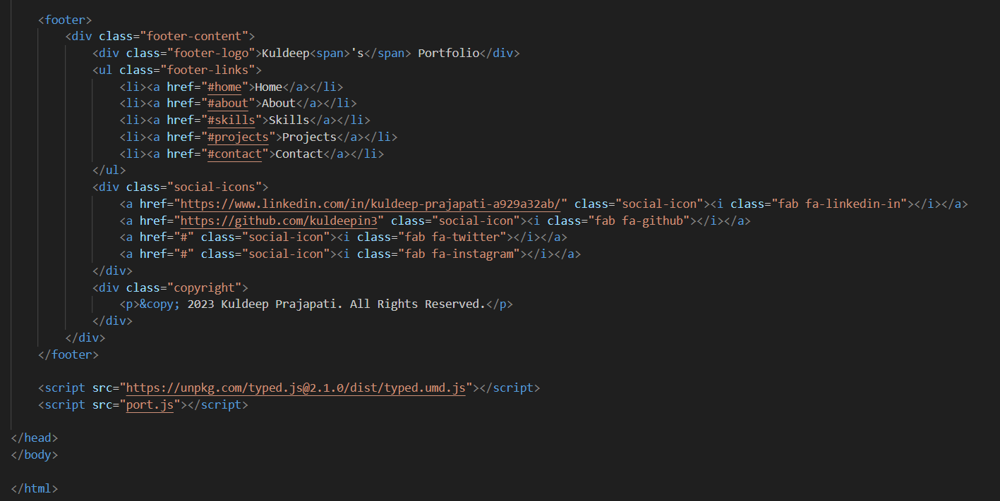 <footer>
<div class="footer-content">
<div class="footer-logo">Kuldeep<span>'s</span> Portfolio</div>
<ul class="footer-links">
<li><a href="#home">Home</a></li>
<li><a href="#about">About</a></li>
<li><a href="#skills">Skills</a></li>
<li><a href="#projects">Projects</a></li>
<li><a href="#contact">Contact</a></li>
</ul>
<div class="social-icons">
<a href="https://www.linkedin.com/in/kuldeep-prajapati-a929a32ab/" class="social-icon"><i class="fab fa-linkedin-in"></i></a>
<a href="https://github.com/kuldeepin3" class="social-icon"><i class="fab fa-github"></i></a>
<a href="#" class="social-icon"><i class="fab fa-twitter"></i></a>
<a href="#" class="social-icon"><i class="fab fa-instagram"></i></a>
</div>
<div class="copyright">
<p>&copy; 2023 Kuldeep Prajapati. All Rights Reserved.</p>
</div>
</div>
</footer>
<script src="https://unpkg.com/typed.js@2.1.0/dist/typed.umd.js"></script>
<script src="port.js"></script>
</head>
</body>
</html>